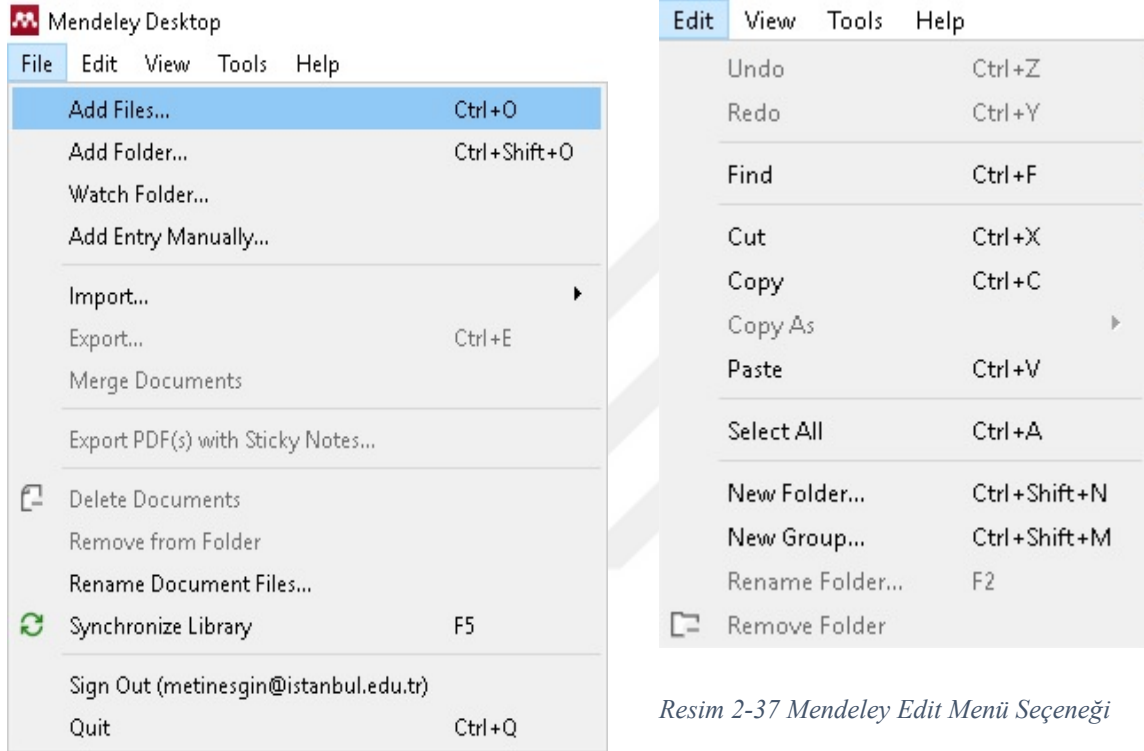 Mendeley Desktop
File Edit View Tools Help
Add Files... Ctrl+O
Add Folder... Ctrl+Shift+O
Watch Folder...
Add Entry Manually...
Import...
Export... Ctrl+E
Merge Documents
Export PDF(s) with Sticky Notes...
Delete Documents
Remove from Folder
Rename Document Files...
Synchronize Library F5
Sign Out (metinesgin@istanbul.edu.tr)
Quit Ctrl+Q
Edit View Tools Help
Undo Ctrl+Z
Redo Ctrl+Y
Find Ctrl+F
Cut Ctrl+X
Copy Ctrl+C
Copy As
Paste Ctrl+V
Select All Ctrl+A
New Folder... Ctrl+Shift+N
New Group... Ctrl+Shift+M
Rename Folder... F2
Remove Folder
Resim 2-37 Mendeley Edit Menü Seçeneği